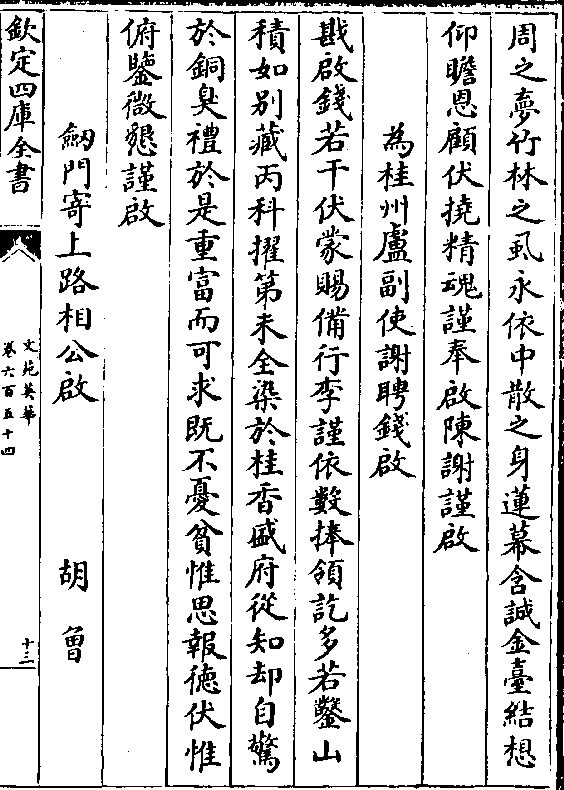 周之夢竹林之虱永依中散之身蓮幕含誠金臺結想
仰瞻恩顧伏撓精魂謹奉啟陳謝謹啟
為桂州盧副使謝聘錢啟
戡啟錢若干伏蒙賜備行李謹依數捧領訖多若鑿山
積如别藏丙科擢第未全染於桂香盛府從知却自驚
於銅臭禮於是重富而可求既不憂貧惟思報徳伏惟
俯鑒微懇謹啟
劒門寄上路相公啟 胡曾
欽定四庫全書
文苑英華
卷六百五十四
十二